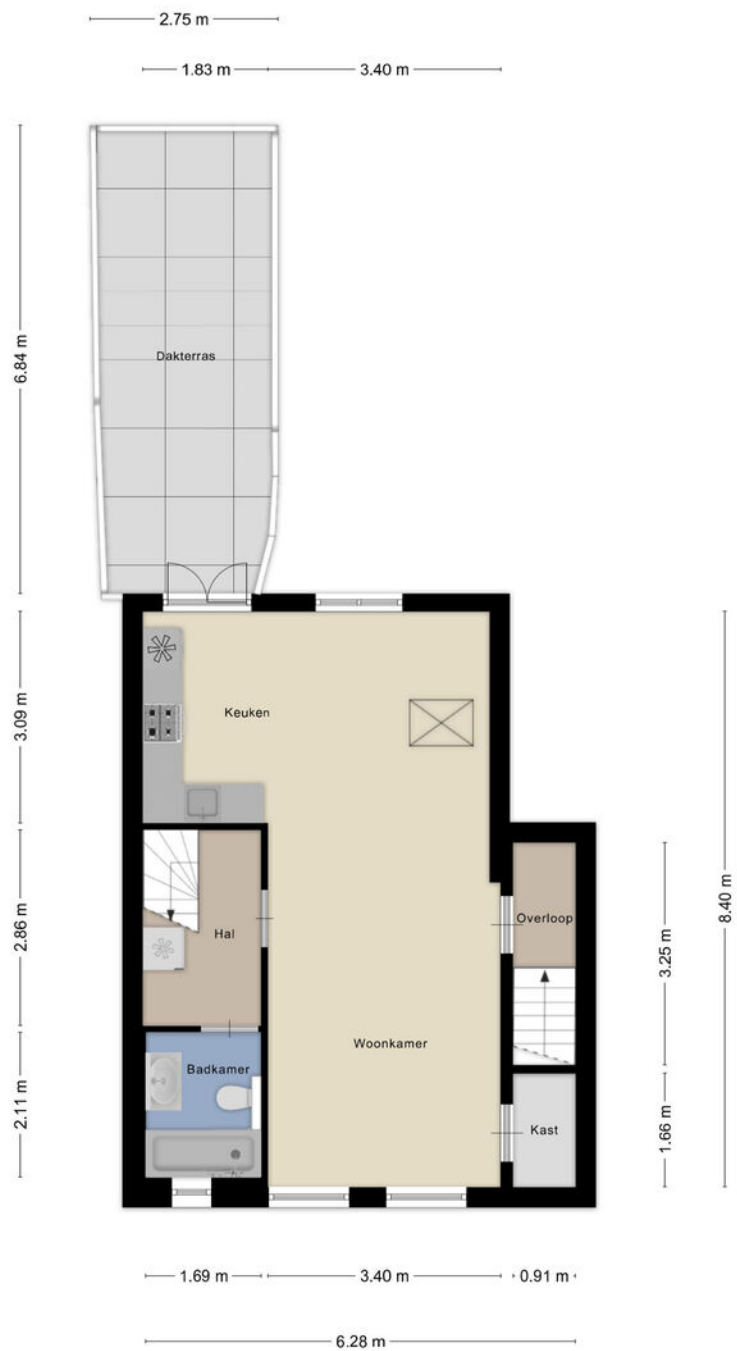 2.75 m
1.83 m
3.40 m
6.84 m
Dakterras
3.09 m
Keuken
8.40 m
2.86 m
Hal
Overloop
3.25 m
Woonkamer
Badkamer
2.11 m
Kast
1.66 m
1.69 m
3.40 m
0.91 m
6.28 m